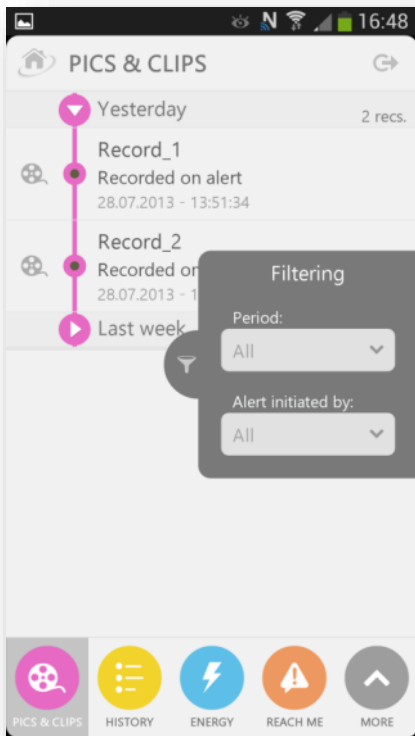 16:48
PICS & CLIPS
Yesterday
2 recs.
Record_1
Recorded on alert
28.07.2013 - 13:51:34
Record_2
Recorded or
28.07.2013 - 1
Last week
Filtering
Period:
All
Alert initiated by:
All
PICS & CLIPS
HISTORY
ENERGY
REACH ME
MORE